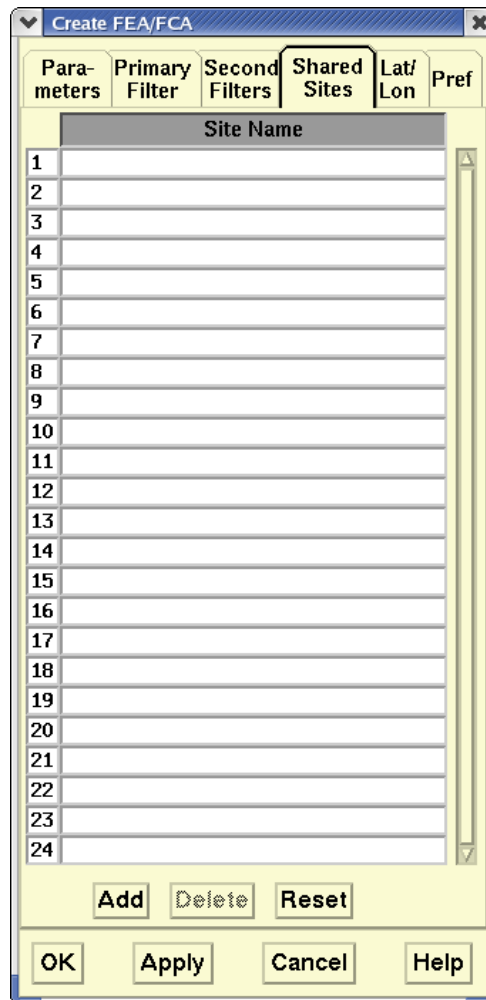 Create FEA/FCA
Para-
meters
Primary
Filter
Second
Filters
Shared
Sites
Lat/
Lon
Pref
Site Name
1
2
3
4
5
6
7
8
9
10
11
12
13
14
15
16
17
18
19
20
21
22
23
24
Add Delete Reset
OK Apply Cancel Help